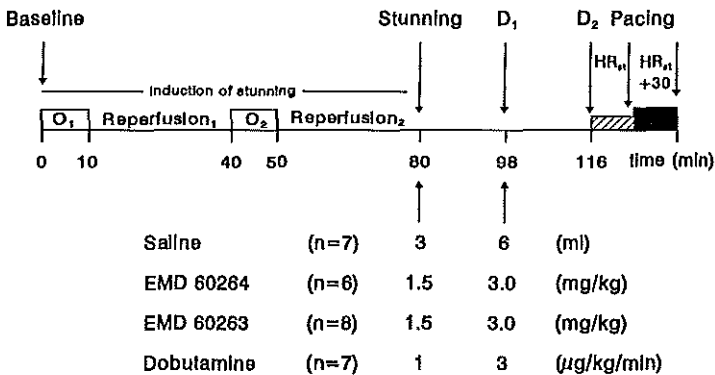 Baseline Stunning D1 D2 Pacing
HRst HRst
+30
Induction of stunning
O1 Reperfusion1 O2 Reperfusion2
0 10 40 50 80 98 116 time (min)
Saline (n=7) 3 6 (ml)
EMD 60264 (n=6) 1.5 3.0 (mg/kg)
EMD 60263 (n=8) 1.5 3.0 (mg/kg)
Dobutamine (n=7) 1 3 (μg/kg/min)